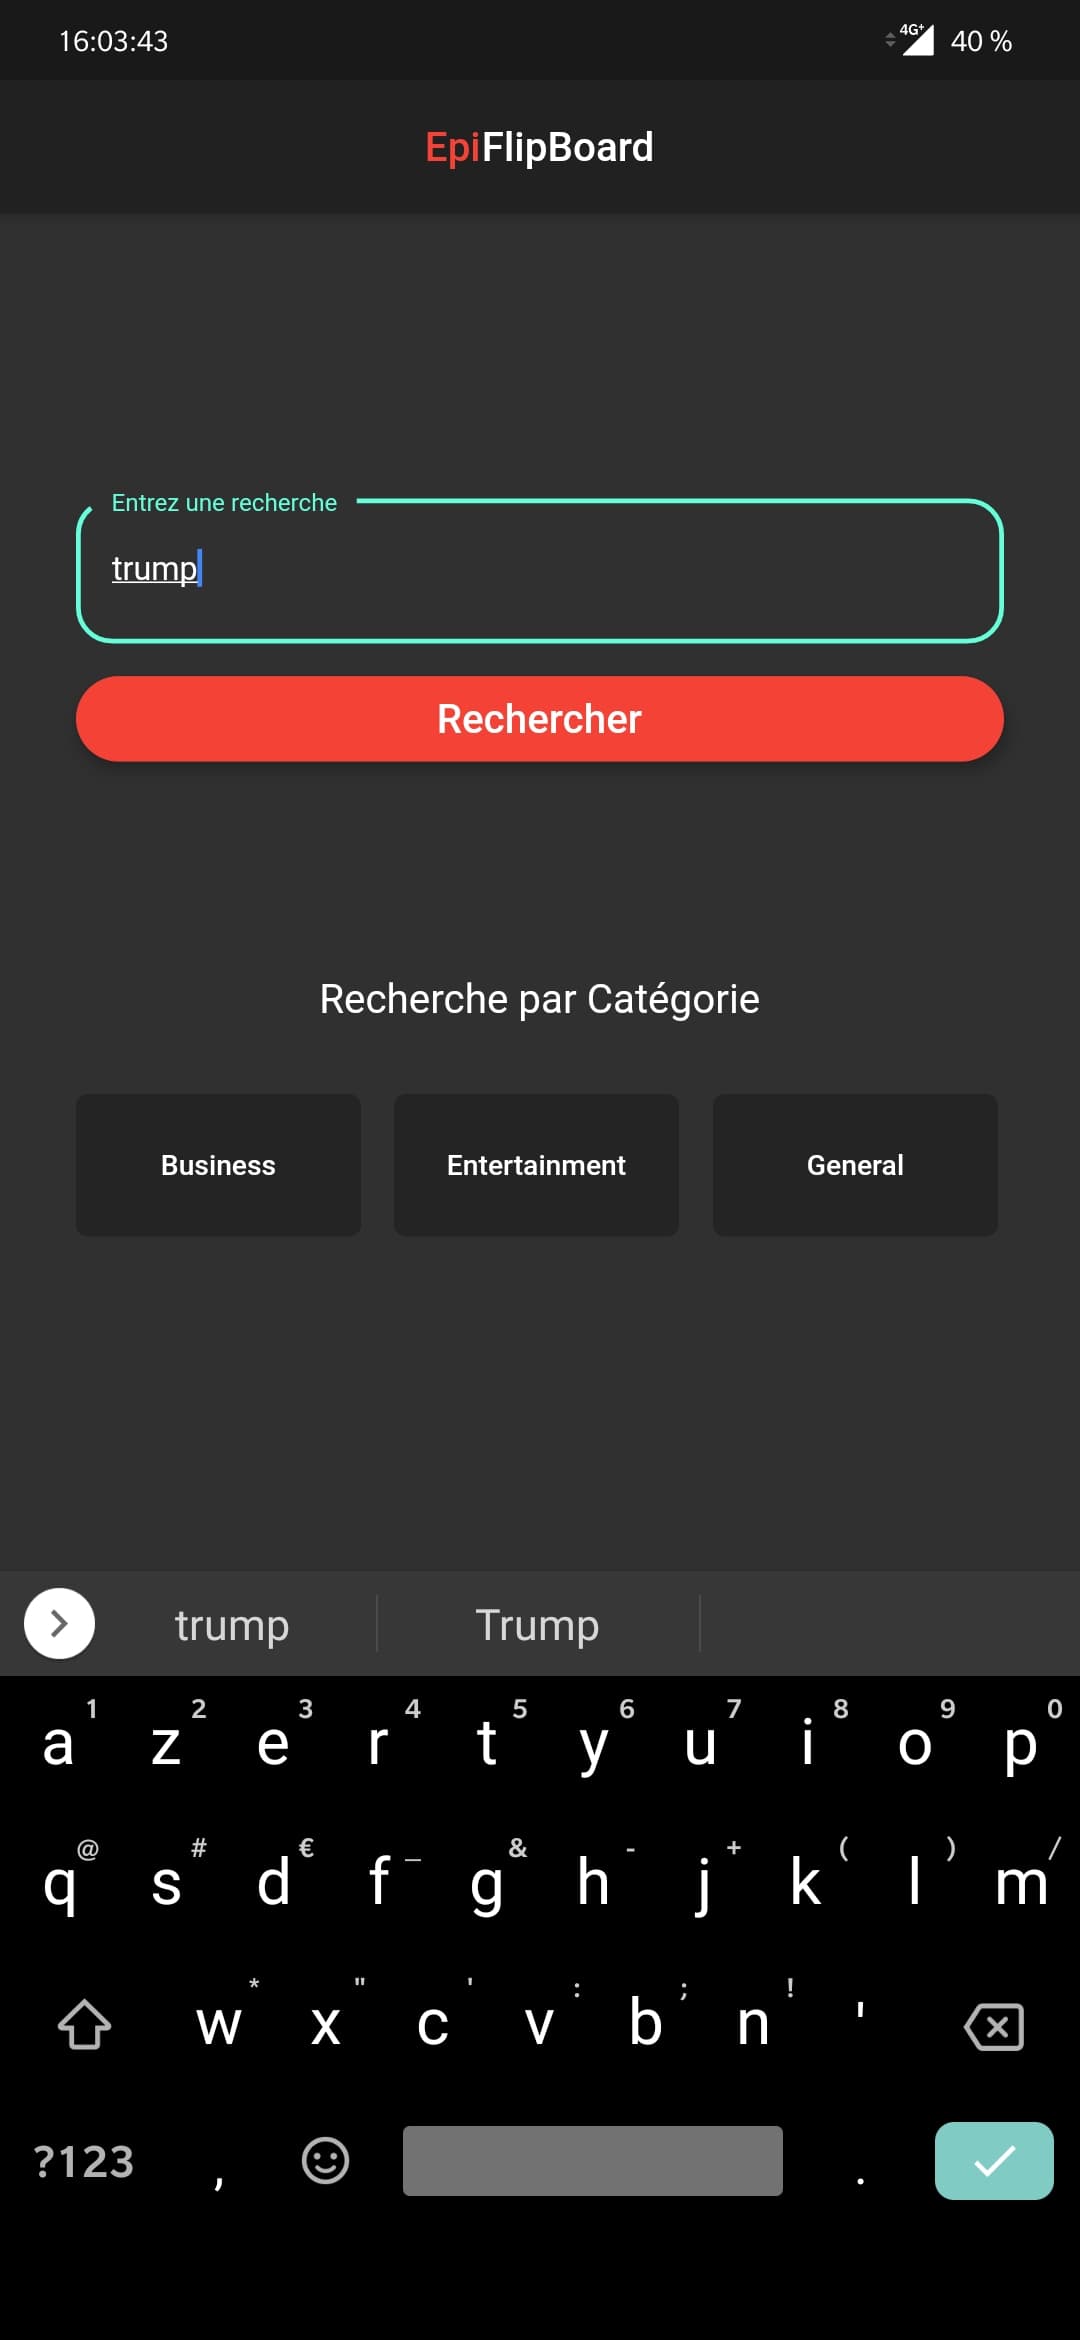 16:03:43 4G+ 40 %
EpiFlipBoard
Entrez une recherche
trump
Rechercher
Recherche par Catégorie
Business Entertainment General
trump Trump
1 2 3 4 5 6 7 8 9 0
a z e r t y u i o p
@ # € _ & - + ( ) /
q s d f g h j k l m
* " ' : ; !
w x c v b n '
?123 , .